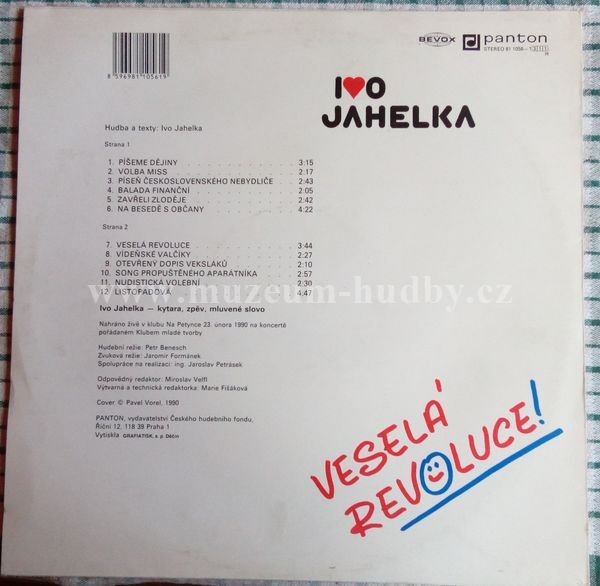 BEVOX panton
STEREO 81 1056-1
8 596981 105619
I♥O
JAHELKA
Hudba a texty: Ivo Jahelka
Strana 1
1. PÍŠEME DĚJINY 3:15
2. VOLBA MISS 2:17
3. PÍSEŇ ČESKOSLOVENSKÉHO NEBYDLIČE 2:43
4. BALADA FINANČNÍ 2:05
5. ZAVŘELI ZLODĚJE 2:42
6. NA BESEDĚ S OBČANY 4:22
Strana 2
7. VESELÁ REVOLUCE 3:44
8. VÍDEŇSKÉ VALČÍKY 2:27
9. OTEVŘENÝ DOPIS VEKSLÁKŮ 2:10
10. SONG PROPUŠTĚNÉHO APARÁTNÍKA 2:57
11. NUDISTICKÁ VOLEBNÍ 2:30
12. LISTOPADOVÁ 4:47
www.muzeum-hudby.cz
Ivo Jahelka — kytara, zpěv, mluvené slovo
Nahráno živě v klubu Na Petynce 23. února 1990 na koncertě
pořádaném Klubem mladé tvorby
Hudební režie: Petr Benesch
Zvuková režie: Jaromír Formánek
Spolupráce na realizaci: ing. Jaroslav Petrásek
Odpovědný redaktor: Miroslav Velfl
Výtvarná a technická redaktorka: Marie Fišáková
Cover © Pavel Vorel, 1990
PANTON, vydavatelství Českého hudebního fondu,
Říční 12, 118 39 Praha 1
Vytiskla GRAFIATISK, s. p. Děčín
VESELÁ
REVOLUCE!